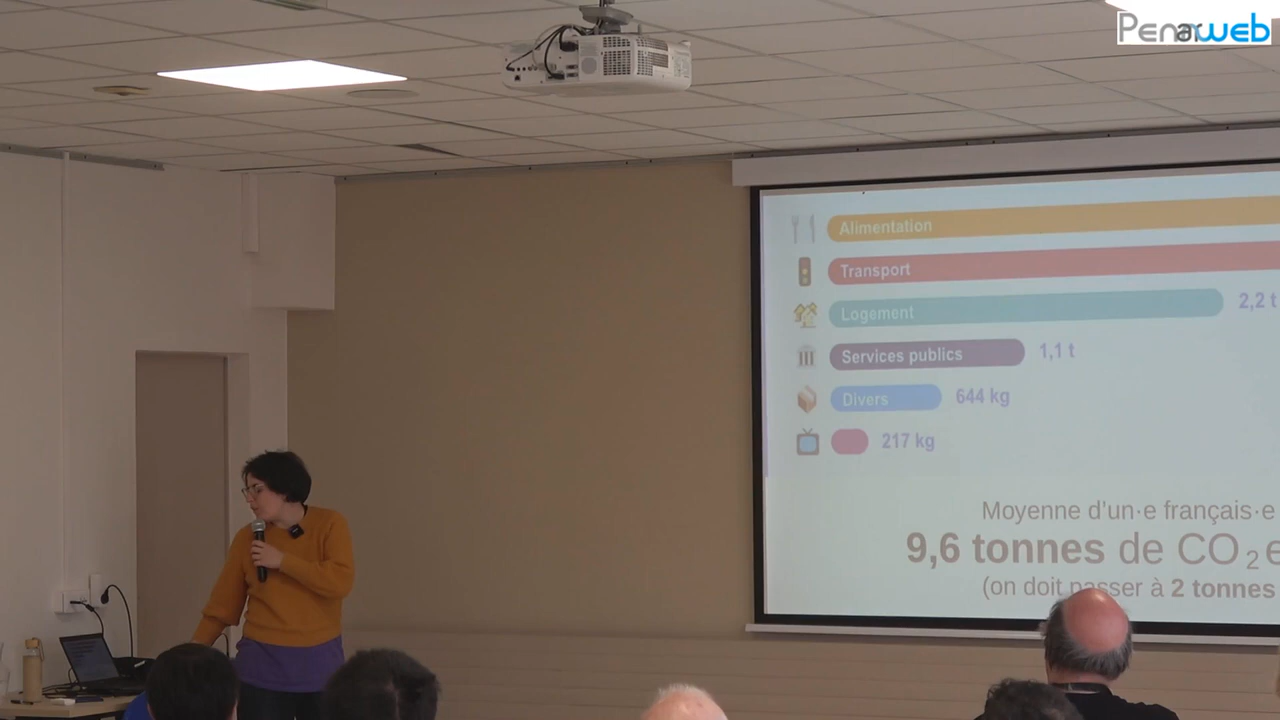 Penarweb
Alimentation
Transport
Logement
2,2 t
Services publics
1,1 t
Divers
644 kg
217 kg
Moyenne d'un·e français·e
9,6 tonnes de CO2e
(on doit passer à 2 tonnes